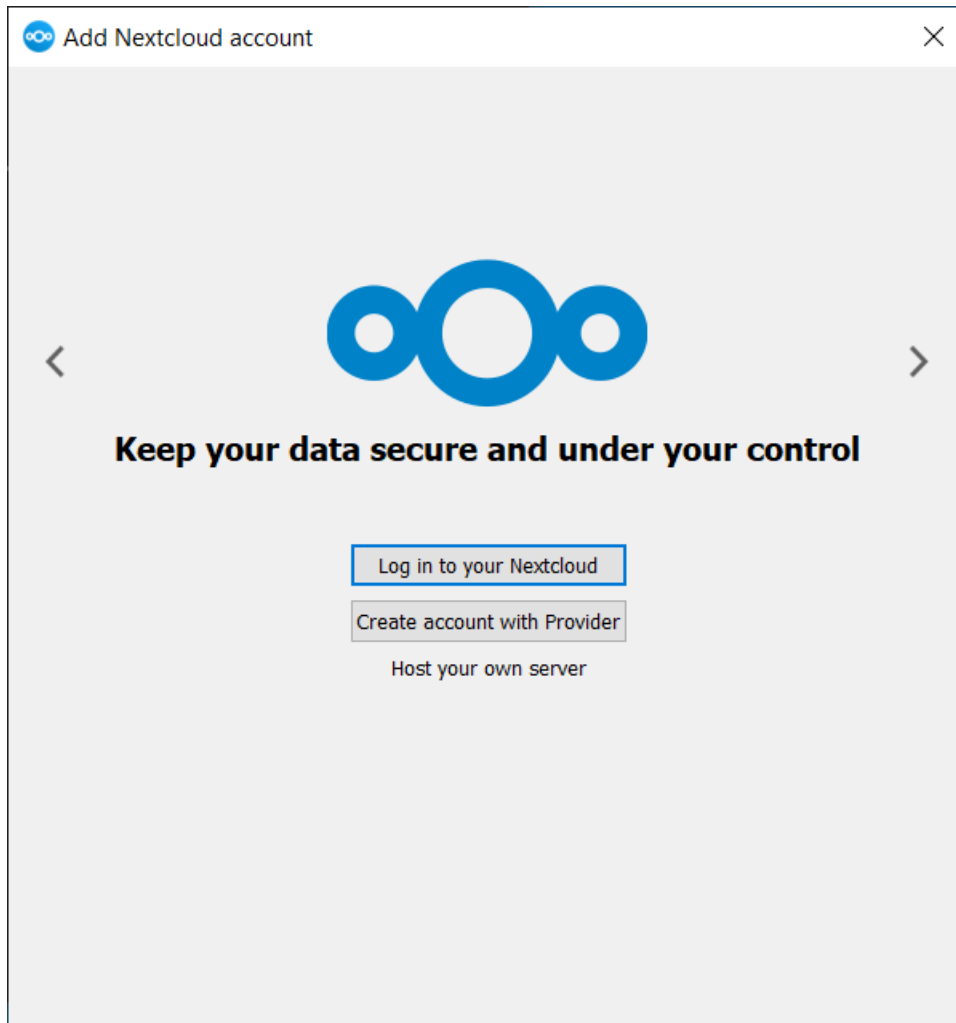 Add Nextcloud account
Keep your data secure and under your control
Log in to your Nextcloud
Create account with Provider
Host your own server